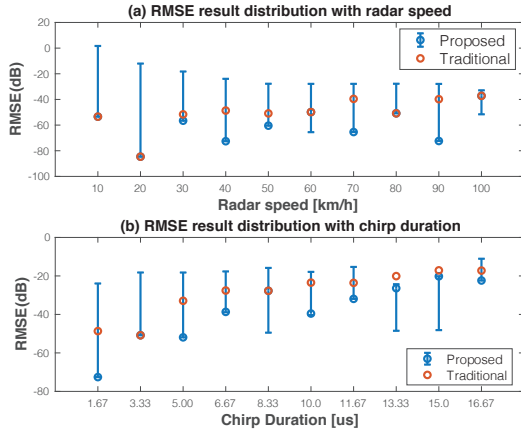 (a) RMSE result distribution with radar speed
20
0
-20
-40
-60
-80
-100
RMSE(dB)
Proposed
Traditional
10 20 30 40 50 60 70 80 90 100
Radar speed [km/h]
(b) RMSE result distribution with chirp duration
0
-20
-40
-60
-80
RMSE(dB)
Proposed
Traditional
1.67 3.33 5.00 6.67 8.33 10.0 11.67 13.33 15.0 16.67
Chirp Duration [us]